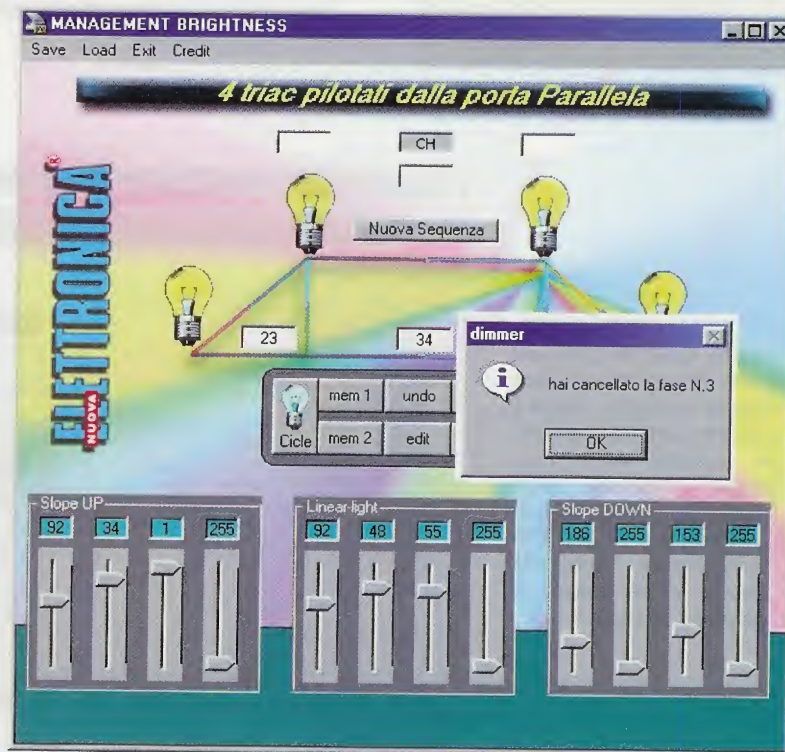 MANAGEMENT BRIGHTNESS
Save Load Exit Credit
4 triac pilotati dalla porta Parallela
CH
NUOVA ELETTRONICA
Nuova Sequenza
23 34
dimmer
hai cancellato la fase N.3
OK
Cicle
mem 1 undo
mem 2 edit
Slope UP
92 34 1 255
Linear-light
92 48 55 255
Slope DOWN
186 255 153 255